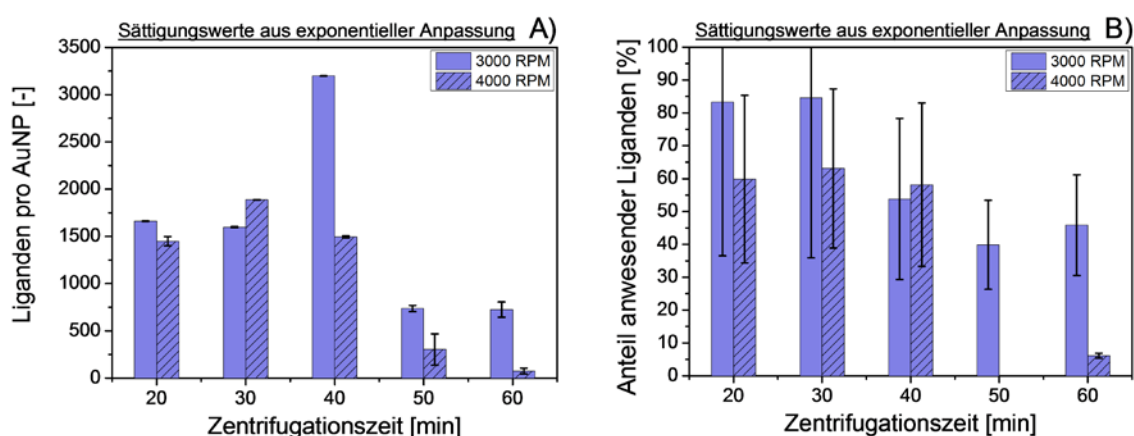 Sättigungswerte aus exponentieller Anpassung A)
3500
3000
2500
2000
1500
1000
500
0
Liganden pro AuNP [-]
3000 RPM
4000 RPM
20 30 40 50 60
Zentrifugationszeit [min]
Sättigungswerte aus exponentieller Anpassung B)
100
90
80
70
60
50
40
30
20
10
0
Anteil anwesender Liganden [%]
3000 RPM
4000 RPM
20 30 40 50 60
Zentrifugationszeit [min]